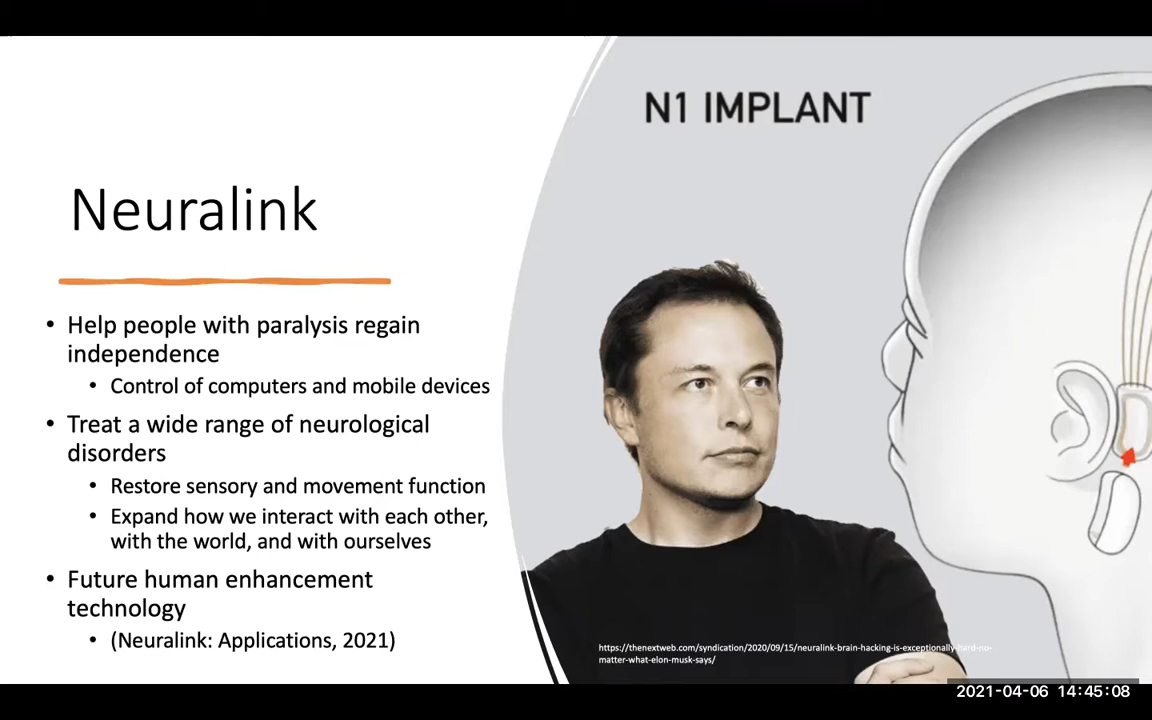 N1 IMPLANT
Neuralink
• Help people with paralysis regain
independence
• Control of computers and mobile devices
• Treat a wide range of neurological
disorders
• Restore sensory and movement function
• Expand how we interact with each other,
with the world, and with ourselves
• Future human enhancement
technology
• (Neuralink: Applications, 2021)
https://thenextweb.com/syndication/2020/09/15/neuralink-brain-hacking-is-exceptionally-hard-no-
matter-what-elon-musk-says/
2021-04-06 14:45:08